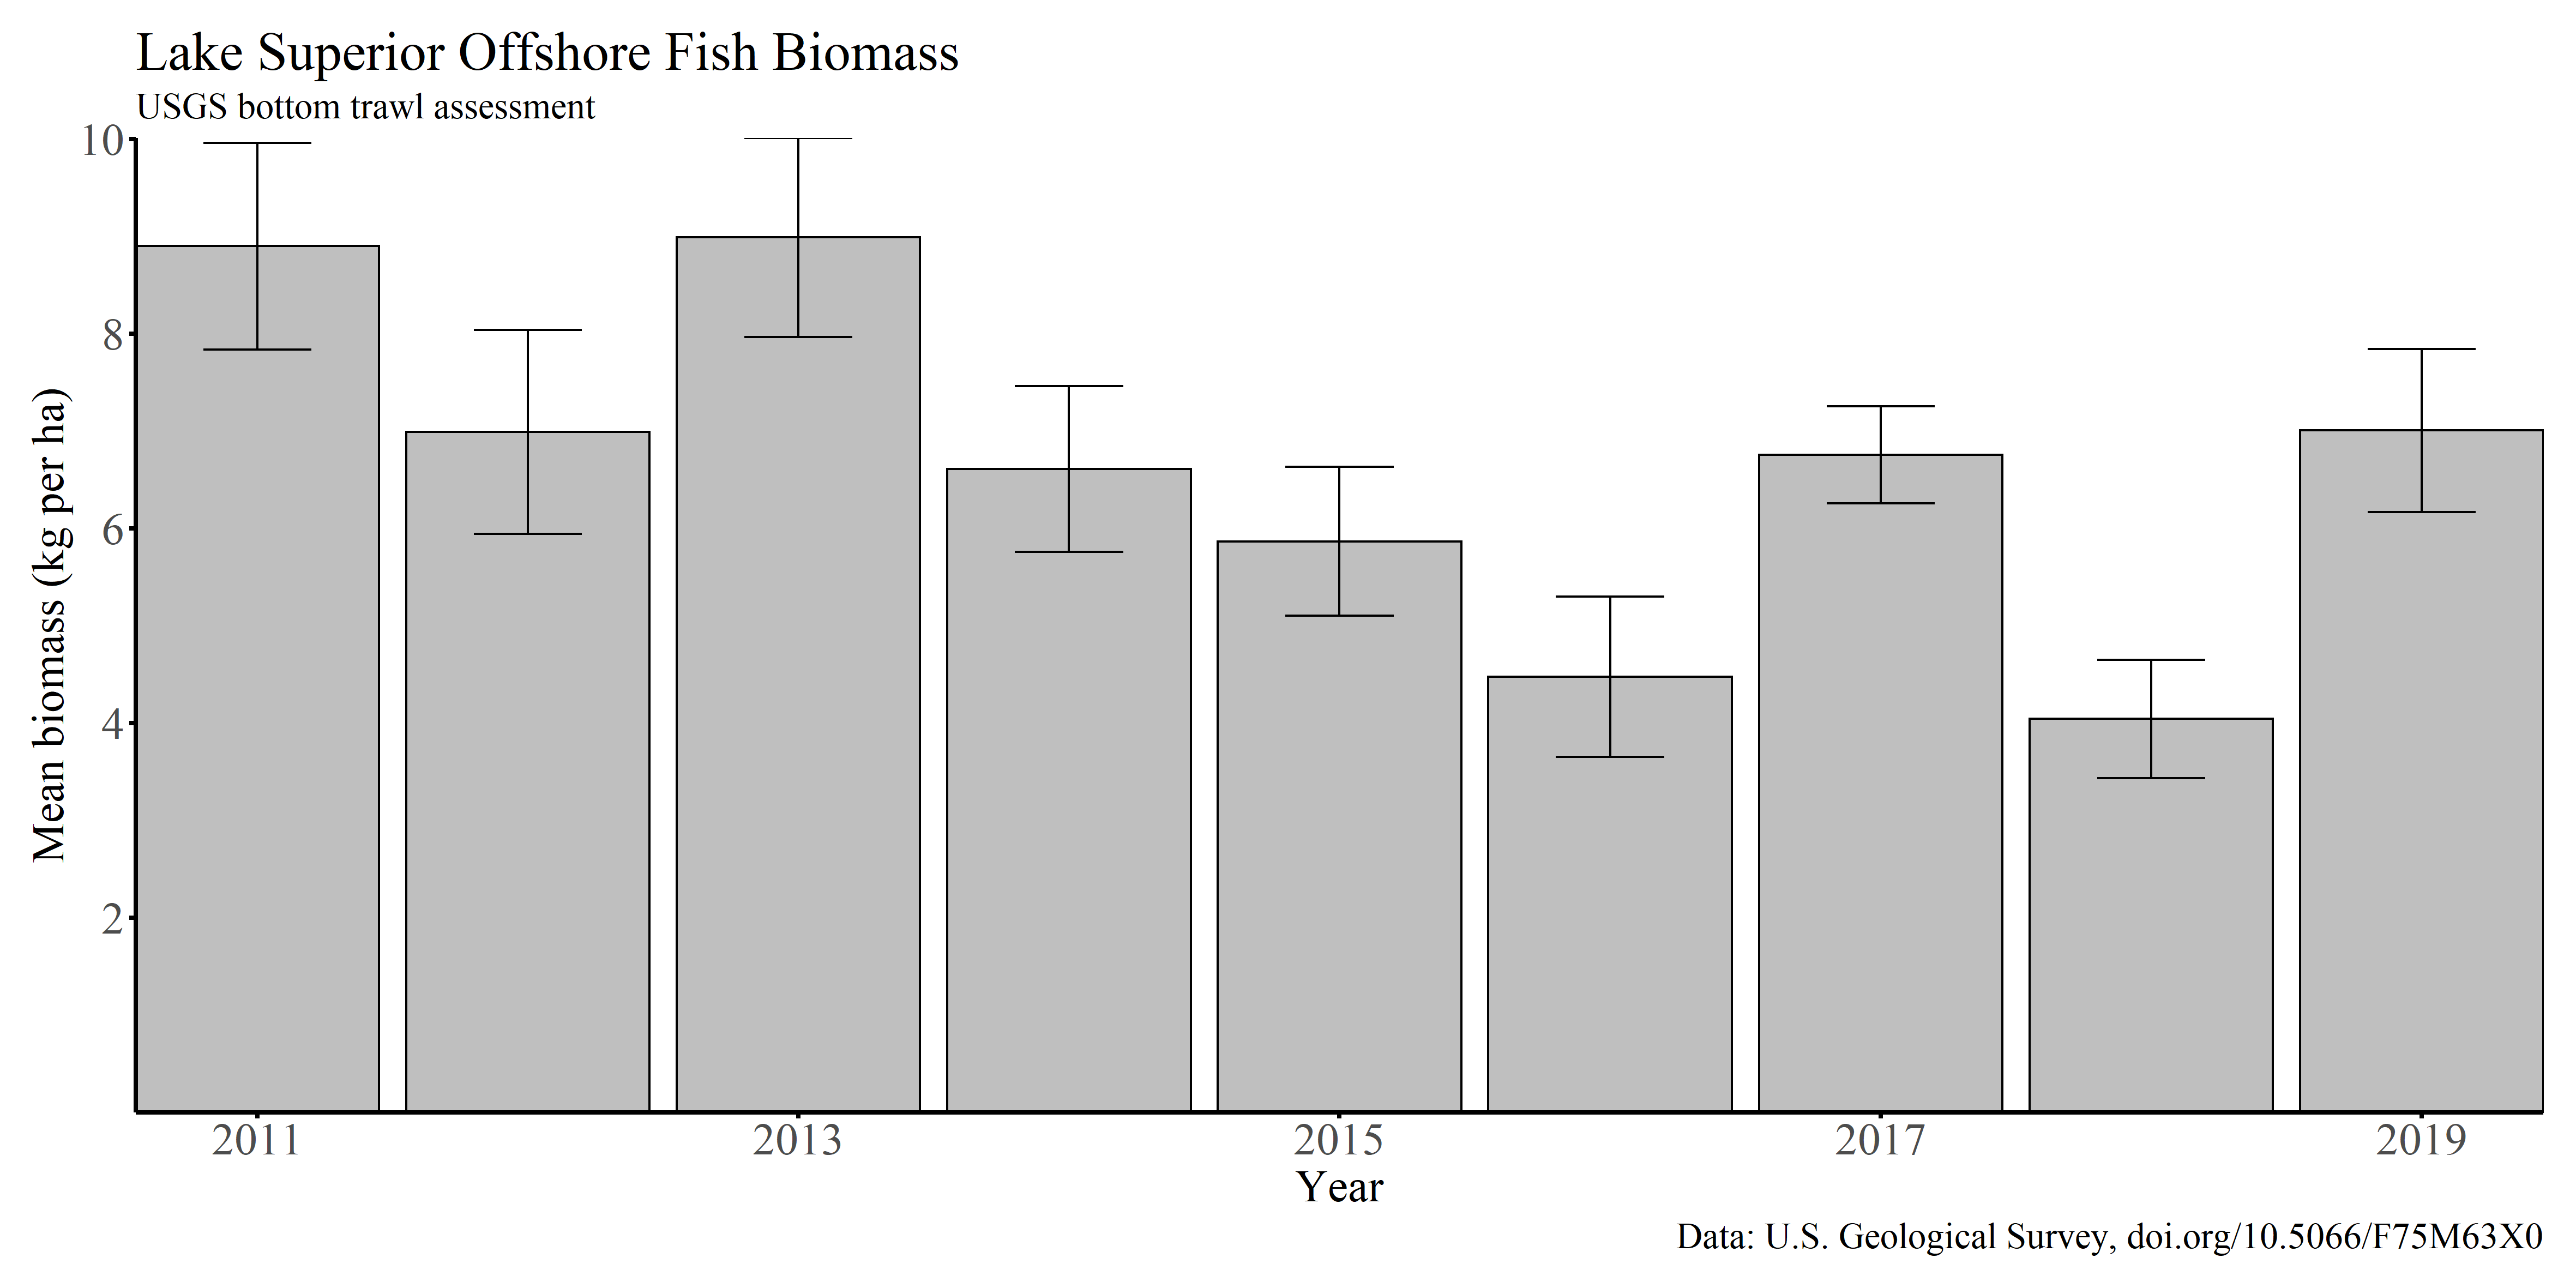 Lake Superior Offshore Fish Biomass
USGS bottom trawl assessment
Mean biomass (kg per ha)
10
8
6
4
2
2011 2013 2015 2017 2019
Year
Data: U.S. Geological Survey, doi.org/10.5066/F75M63X0